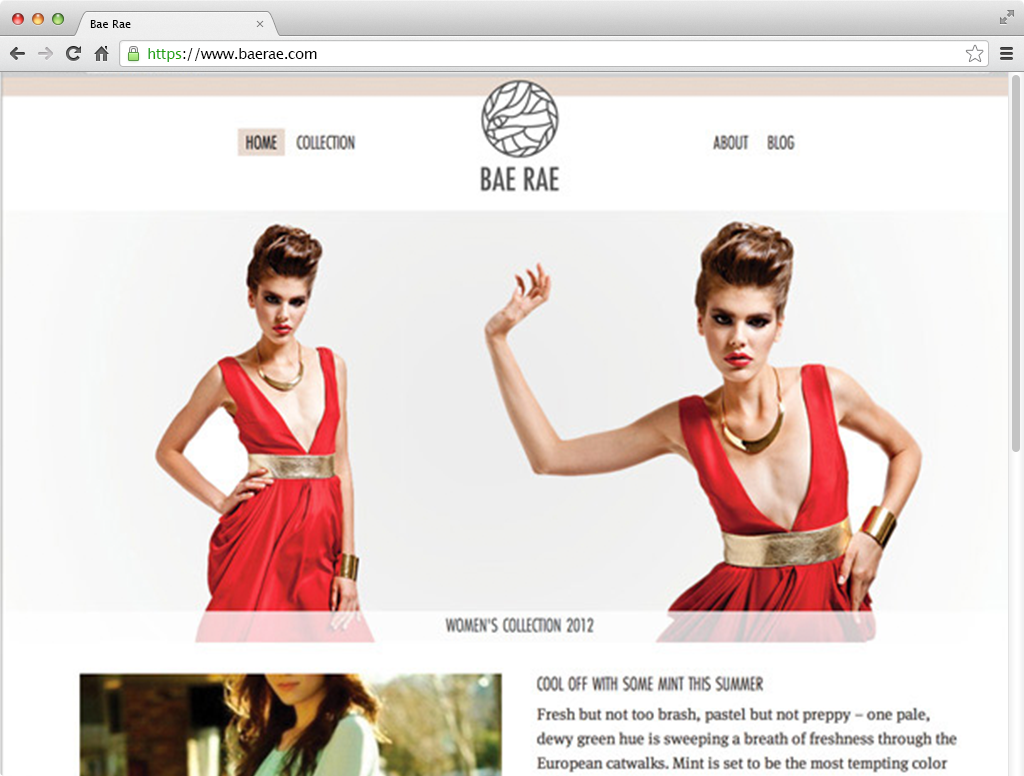 Bae Rae
https://www.baerae.com
HOME COLLECTION
BAE RAE
ABOUT BLOG
WOMEN'S COLLECTION 2012
COOL OFF WITH SOME MINT THIS SUMMER
Fresh but not too brash, pastel but not preppy – one pale,
dewy green hue is sweeping a breath of freshness through the
European catwalks. Mint is set to be the most tempting color